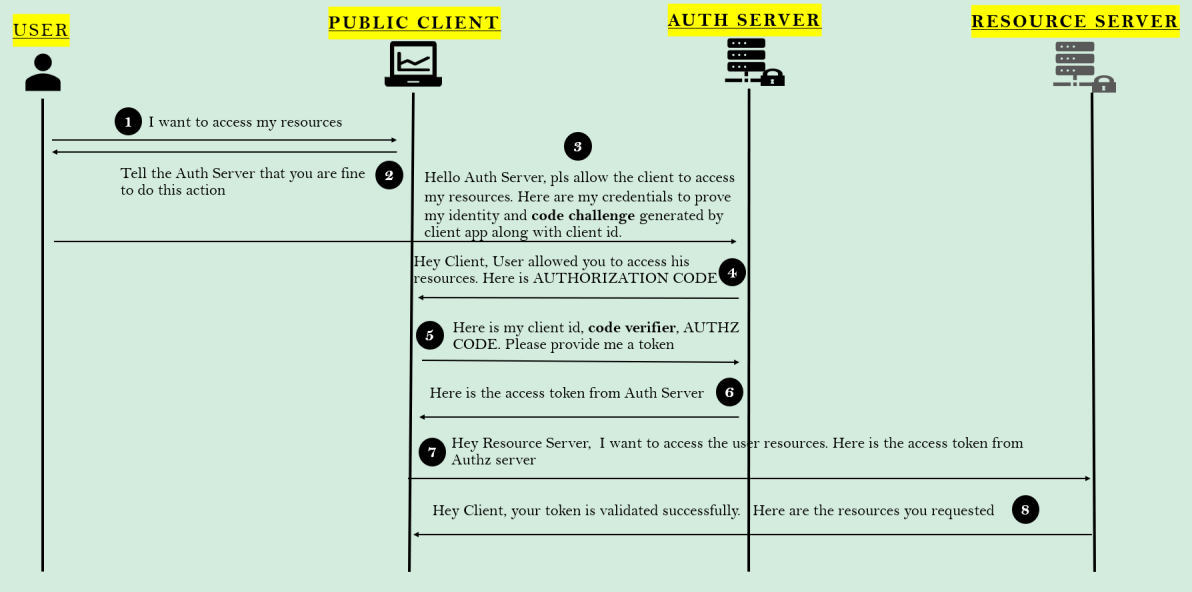 USER
PUBLIC CLIENT
AUTH SERVER
RESOURCE SERVER
1 I want to access my resources
2
Tell the Auth Server that you are fine
to do this action
3
Hello Auth Server, pls allow the client to access
my resources. Here are my credentials to prove
my identity and code challenge generated by
client app along with client id.
Hey Client, User allowed you to access his
resources. Here is AUTHORIZATION CODE 4
5 Here is my client id, code verifier, AUTHZ
CODE. Please provide me a token
Here is the access token from Auth Server 6
7 Hey Resource Server, I want to access the user resources. Here is the access token from
Authz server
Hey Client, your token is validated successfully. Here are the resources you requested 8